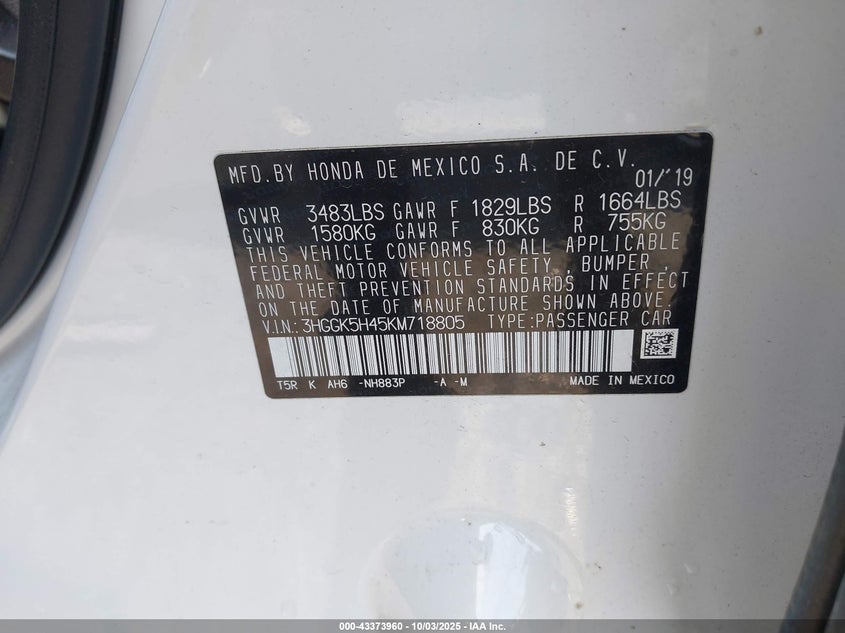 MFD. BY HONDA DE MEXICO S.A. DE C.V.
01/'19
GVWR 3483LBS GAWR F 1829LBS R 1664LBS
GVWR 1580KG GAWR F 830KG R 755KG
THIS VEHICLE CONFORMS TO ALL APPLICABLE
FEDERAL MOTOR VEHICLE SAFETY, BUMPER,
AND THEFT PREVENTION STANDARDS IN EFFECT
ON THE DATE OF MANUFACTURE SHOWN ABOVE.
V.I.N: 3HGGK5H45KM718805 TYPE:PASSENGER CAR
T5R K AH6 -NH883P -A -M MADE IN MEXICO
000-43373960 - 10/03/2025 - IAA Inc.